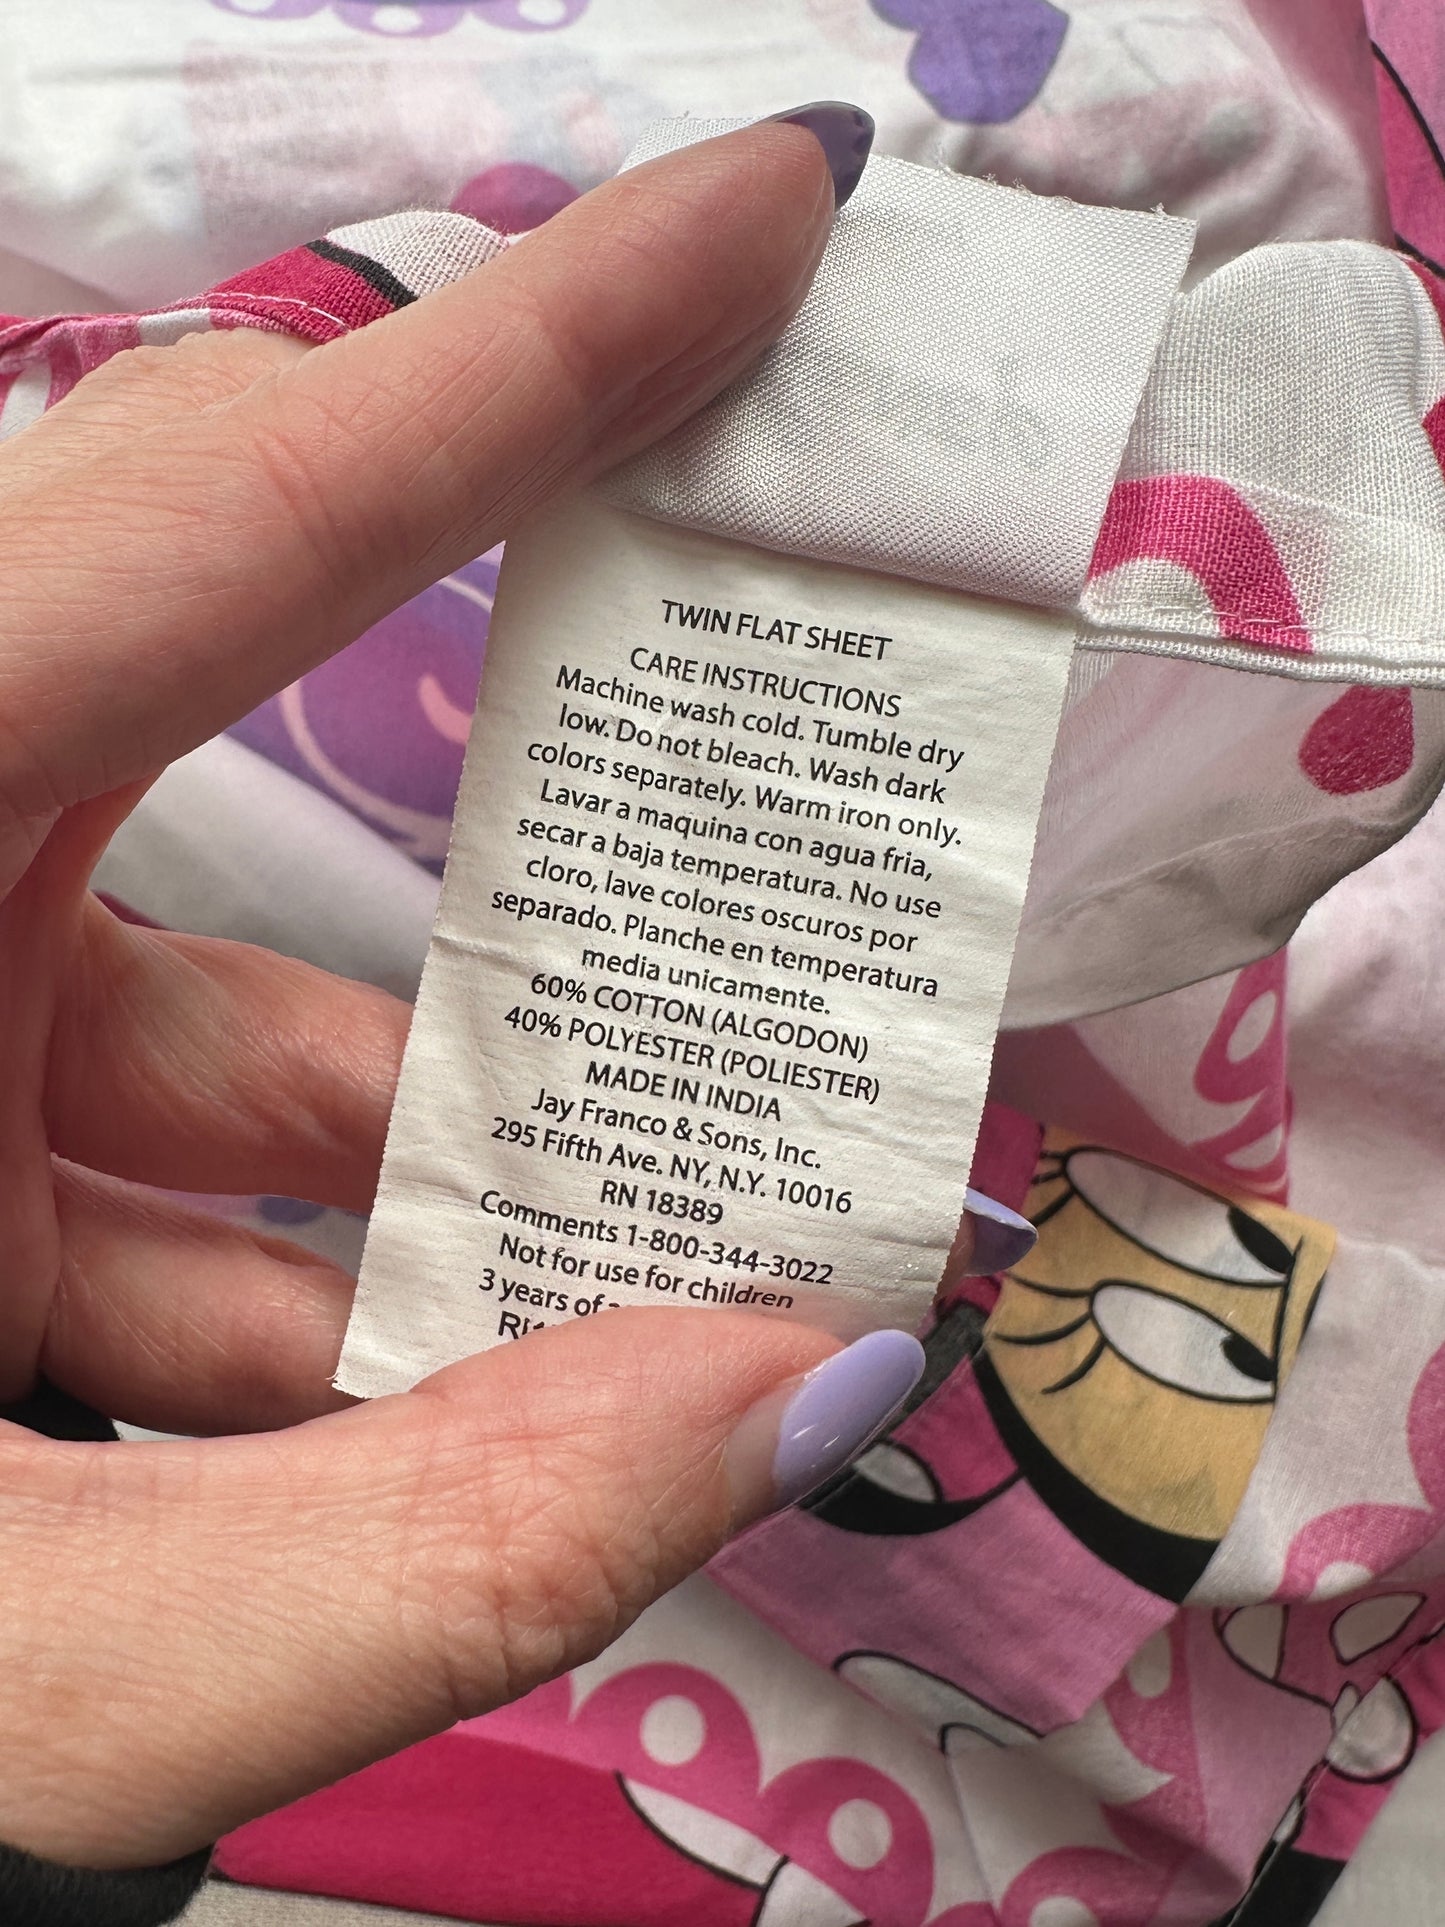 TWIN FLAT SHEET
CARE INSTRUCTIONS
Machine wash cold. Tumble dry
low. Do not bleach. Wash dark
colors separately. Warm iron only.
Lavar a maquina con agua fria,
secar a baja temperatura. No use
cloro, lave colores oscuros por
separado. Planche en temperatura
media unicamente.
60% COTTON (ALGODON)
40% POLYESTER (POLIESTER)
MADE IN INDIA
Jay Franco & Sons, Inc.
295 Fifth Ave. NY, N.Y. 10016
RN 18389
Comments 1-800-344-3022
Not for use for children
3 years of